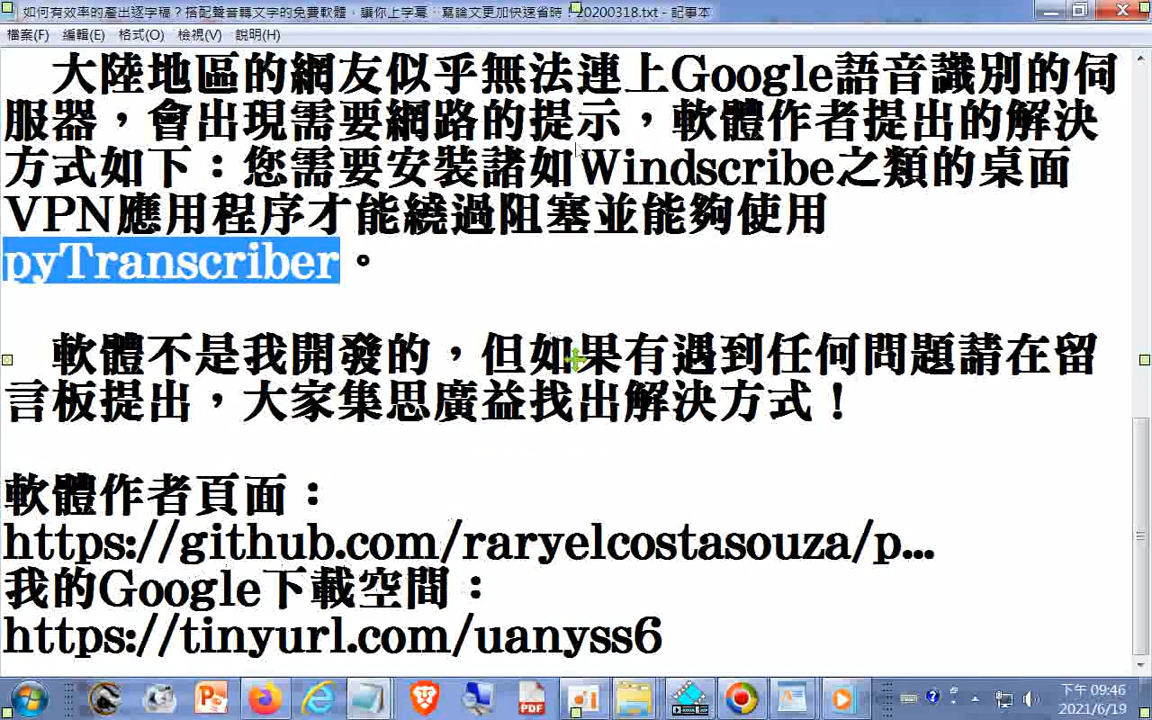 如何有效率的產出逐字稿？搭配聲音轉文字的免費軟體，讓你上字幕、寫論文更加快速省時！20200318.txt - 記事本
檔案(F) 編輯(E) 格式(O) 檢視(V) 說明(H)
大陸地區的網友似乎無法連上Google語音識別的伺
服器，會出現需要網路的提示，軟體作者提出的解決
方式如下：您需要安裝諸如Windscribe之類的桌面
VPN應用程序才能繞過阻塞並能夠使用
pyTranscriber。
軟體不是我開發的，但如果有遇到任何問題請在留
言板提出，大家集思廣益找出解決方式！
軟體作者頁面：
https://github.com/raryelcostasouza/p...
我的Google下載空間：
https://tinyurl.com/uanyss6
PDF
下午 09:46
2021/6/19